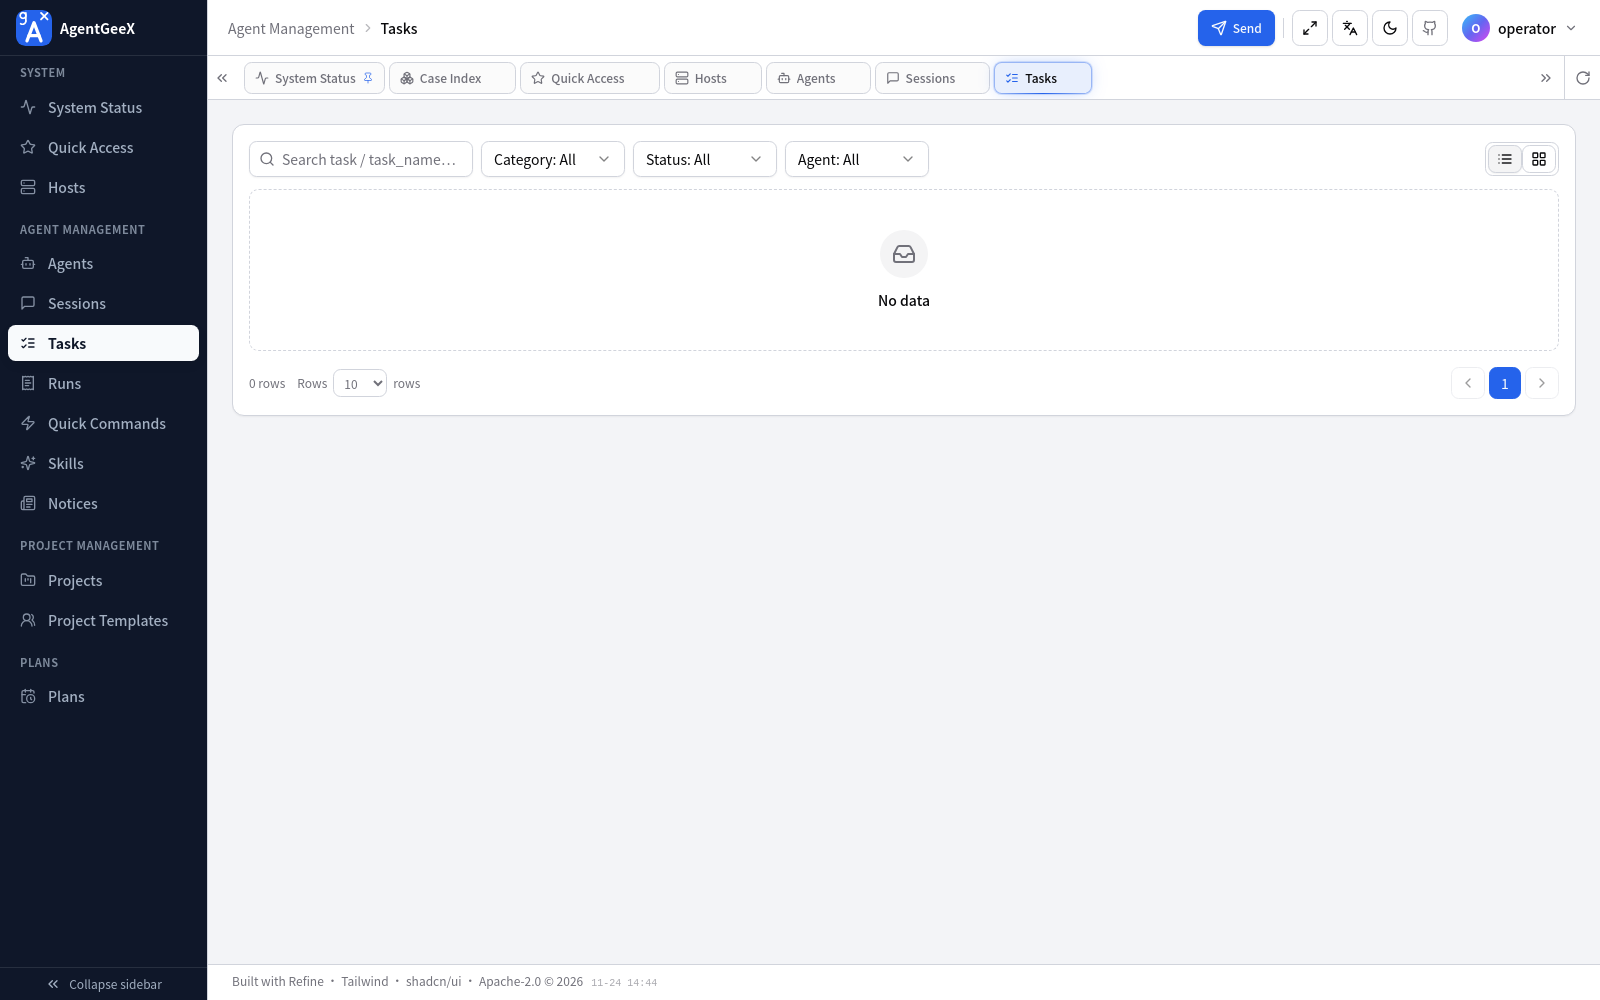 AgentGeeX
SYSTEM
System Status
Quick Access
Hosts
AGENT MANAGEMENT
Agents
Sessions
Tasks
Runs
Quick Commands
Skills
Notices
PROJECT MANAGEMENT
Projects
Project Templates
PLANS
Plans
Collapse sidebar
Agent Management > Tasks
Send
O operator
System Status Case Index Quick Access Hosts Agents Sessions Tasks
Search task / task_name… Category: All Status: All Agent: All
No data
0 rows Rows 10 rows
1
Built with Refine • Tailwind • shadcn/ui • Apache-2.0 © 2026 11-24 14:44